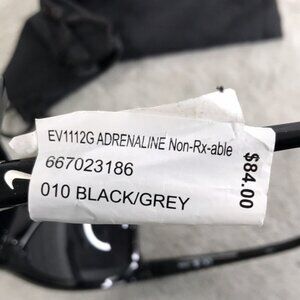 EV1112G ADRENALINE Non-Rx-able
667023186
010 BLACK/GREY
$84.00